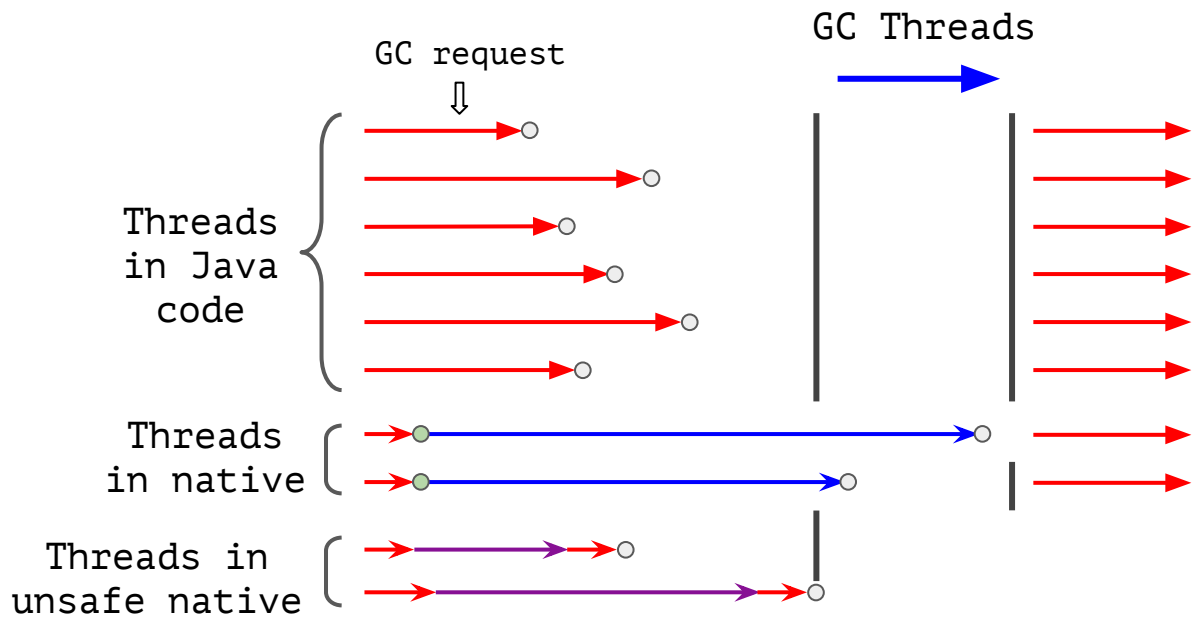 GC Threads
GC request
Threads
in Java
code
Threads
in native
Threads in
unsafe native